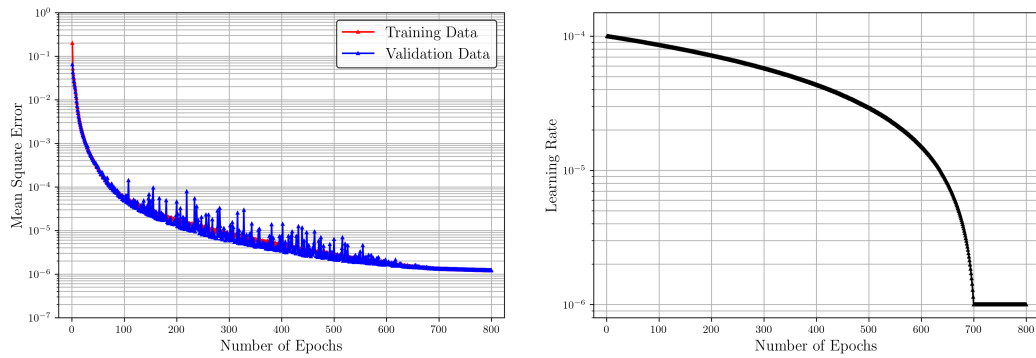 10^0
10^-1
10^-2
10^-3
10^-4
10^-5
10^-6
10^-7
Mean Square Error
Training Data
Validation Data
0 100 200 300 400 500 600 700 800
Number of Epochs
10^-4
10^-5
10^-6
Learning Rate
0 100 200 300 400 500 600 700 800
Number of Epochs